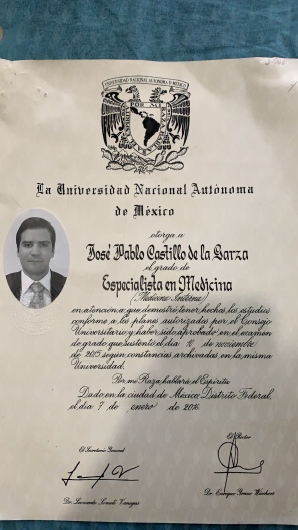 UNIVERSIDAD NACIONAL AUTONOMA DE MEXICO
La Universidad Nacional Autónoma
de México
otorga a
José Pablo Castillo de la Garza
el grado de
Especialista en Medicina
(Medicina Interna)
en atención a que demostró tener hechos los estudios
conforme a los planes autorizados por el Consejo
Universitario y haber sido aprobado en el examen
de grado que sustentó el día 10 de noviembre
de 2015 según constancias archivadas en la misma
Universidad.
Por mi Raza hablará el Espíritu
Dado en la ciudad de México, Distrito Federal,
el día 7 de enero de 2016.
El Secretario General
El Rector
Dr. Leonardo Lomelí Vanegas
Dr. Enrique Graue Wiechers